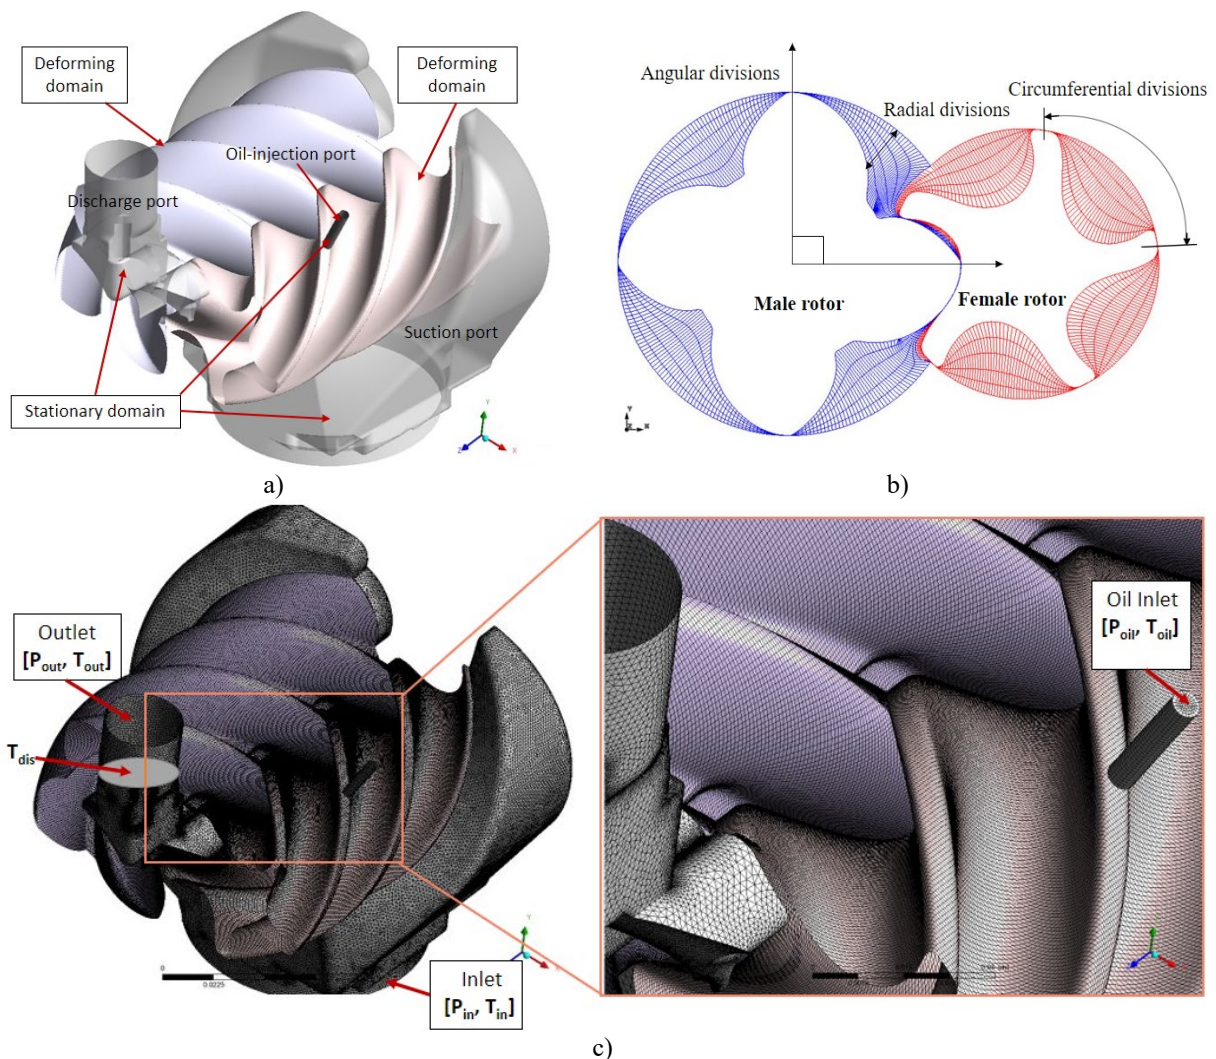 Deforming
domain
Deforming
domain
Oil-injection port
Discharge port
Suction port
Stationary domain
Y
Z
X
a)
Angular divisions
Circumferential divisions
Radial divisions
Male rotor
Female rotor
Y
Z X
b)
Outlet
[Pout, Tout]
Tdis
Inlet
[Pin, Tin]
0
0.0225
Y
X
Oil Inlet
[Poil, Toil]
c)